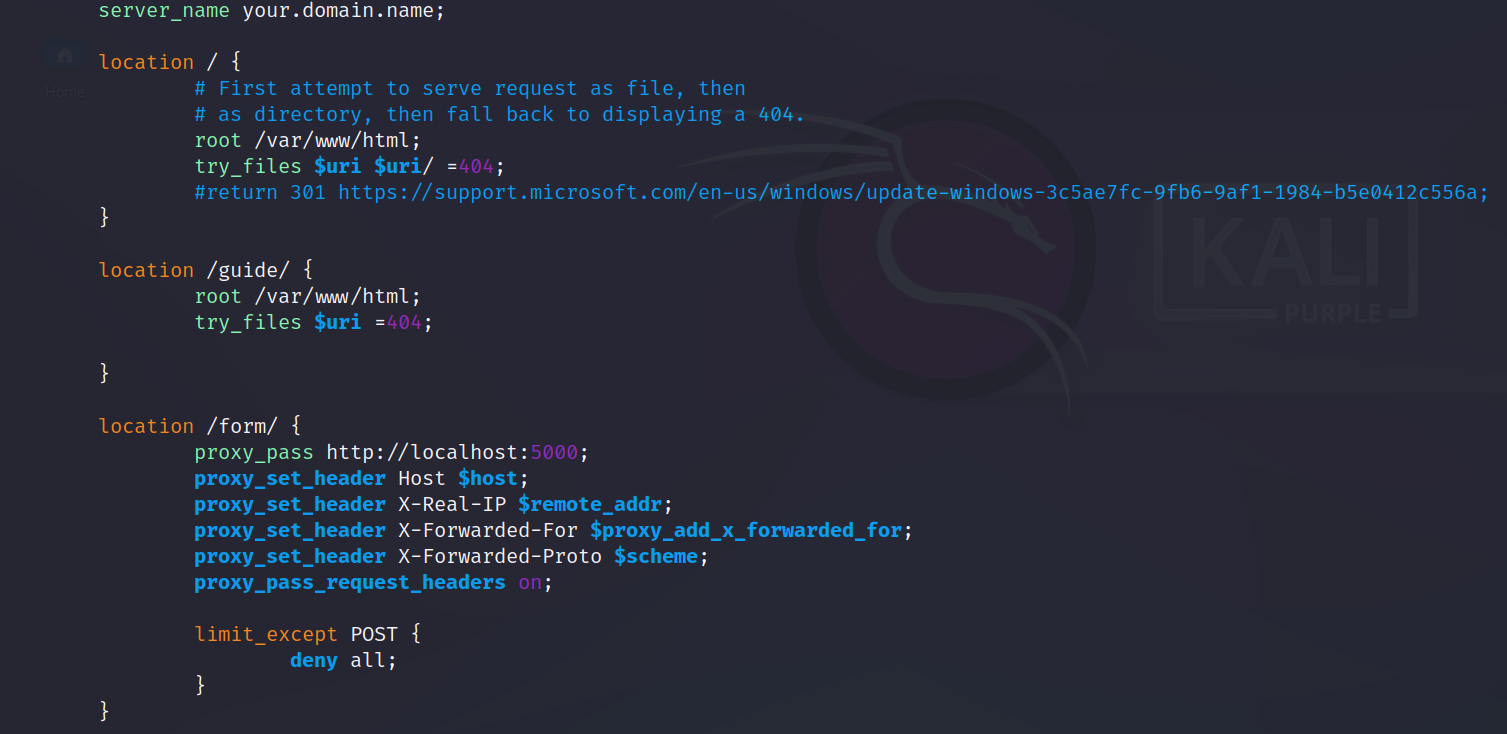 server_name your.domain.name;
location / {
# First attempt to serve request as file, then
# as directory, then fall back to displaying a 404.
root /var/www/html;
try_files $uri $uri/ =404;
#return 301 https://support.microsoft.com/en-us/windows/update-windows-3c5ae7fc-9fb6-9af1-1984-b5e0412c556a;
}
location /guide/ {
root /var/www/html;
try_files $uri =404;
}
location /form/ {
proxy_pass http://localhost:5000;
proxy_set_header Host $host;
proxy_set_header X-Real-IP $remote_addr;
proxy_set_header X-Forwarded-For $proxy_add_x_forwarded_for;
proxy_set_header X-Forwarded-Proto $scheme;
proxy_pass_request_headers on;
limit_except POST {
deny all;
}
}
Home
KALI
PURPLE